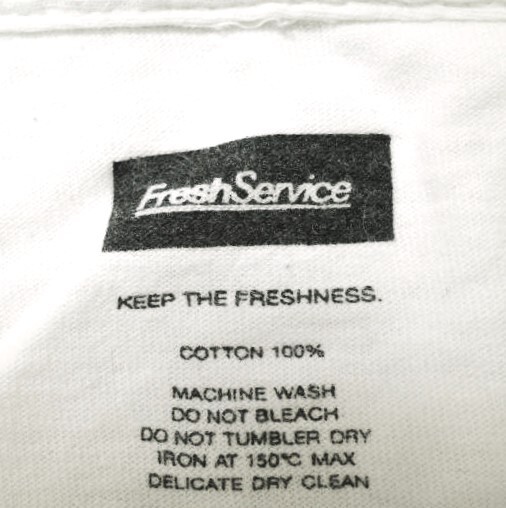 FreshService
KEEP THE FRESHNESS.
COTTON 100%
MACHINE WASH
DO NOT BLEACH
DO NOT TUMBLER DRY
IRON AT 150°C MAX
DELICATE DRY CLEAN